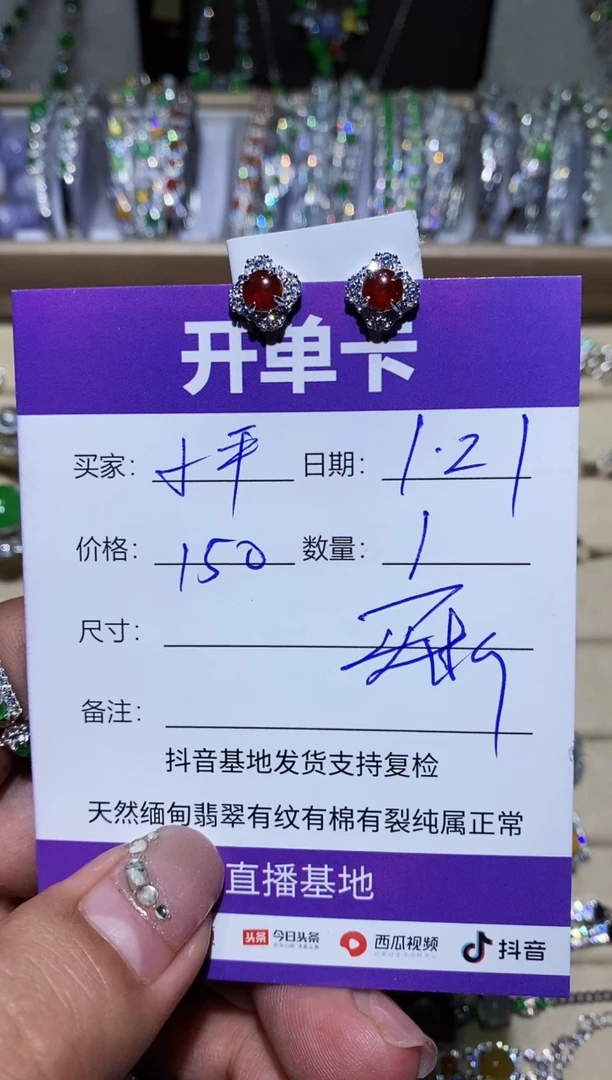 开单卡
买家：十平 日期：1.21
价格：150 数量：1
尺寸：
备注：
抖音基地发货支持复检
天然缅甸翡翠有纹有棉有裂纯属正常
直播基地
头条 今日头条 西瓜视频 抖音